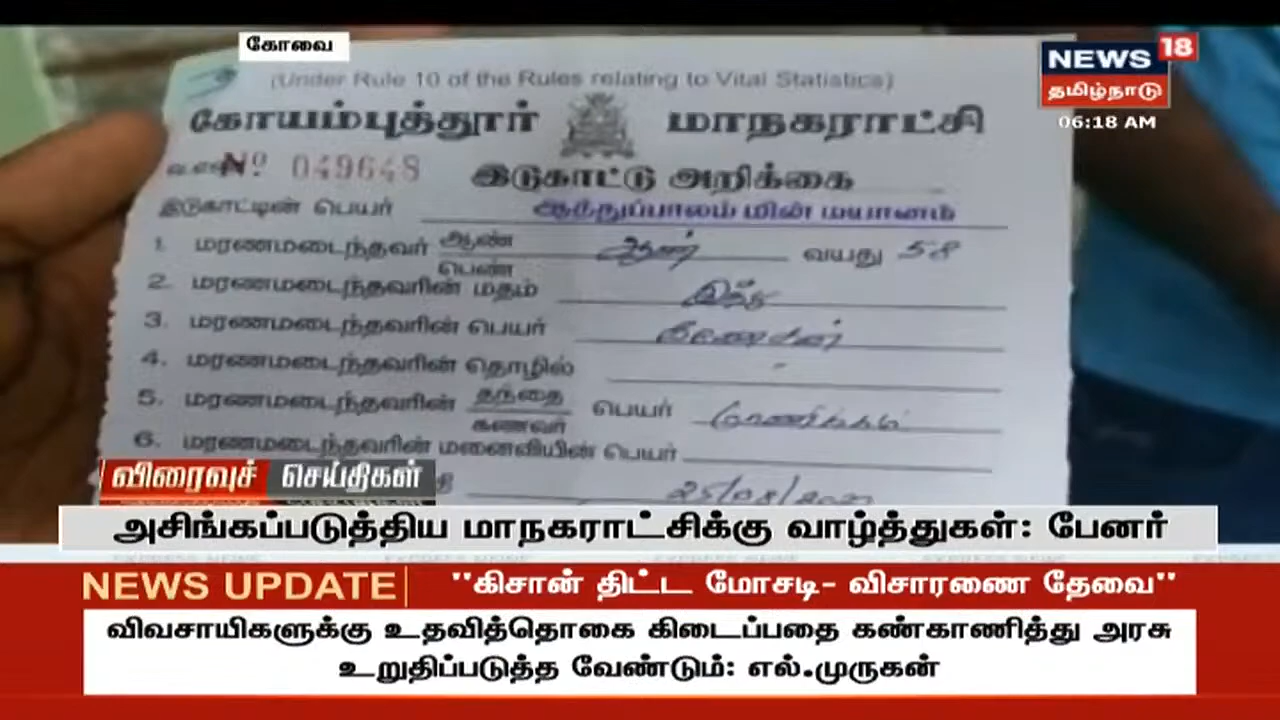 கோவை
NEWS 18
தமிழ்நாடு
06:18 AM
(Under Rule 10 of the Rules relating to Vital Statistics)
கோயம்புத்தூர் மாநகராட்சி
வ.எண் Nº 049648
இடுகாட்டு அறிக்கை
இடுகாட்டின் பெயர் ஆத்துப்பாலம் மின் மயானம்
1. மரணமடைந்தவர் ஆண் பெண் ஆண் வயது 58
2. மரணமடைந்தவரின் மதம் இந்து
3. மரணமடைந்தவரின் பெயர்
4. மரணமடைந்தவரின் தொழில் -
5. மரணமடைந்தவரின் தந்தை கணவர் பெயர் மாணிக்கம்
6. மரணமடைந்தவரின் மனைவியின் பெயர்
விரைவுச் செய்திகள்
அசிங்கப்படுத்திய மாநகராட்சிக்கு வாழ்த்துகள்: பேனர்
NEWS UPDATE "கிசான் திட்ட மோசடி- விசாரணை தேவை"
விவசாயிகளுக்கு உதவித்தொகை கிடைப்பதை கண்காணித்து அரசு
உறுதிப்படுத்த வேண்டும்: எல்.முருகன்